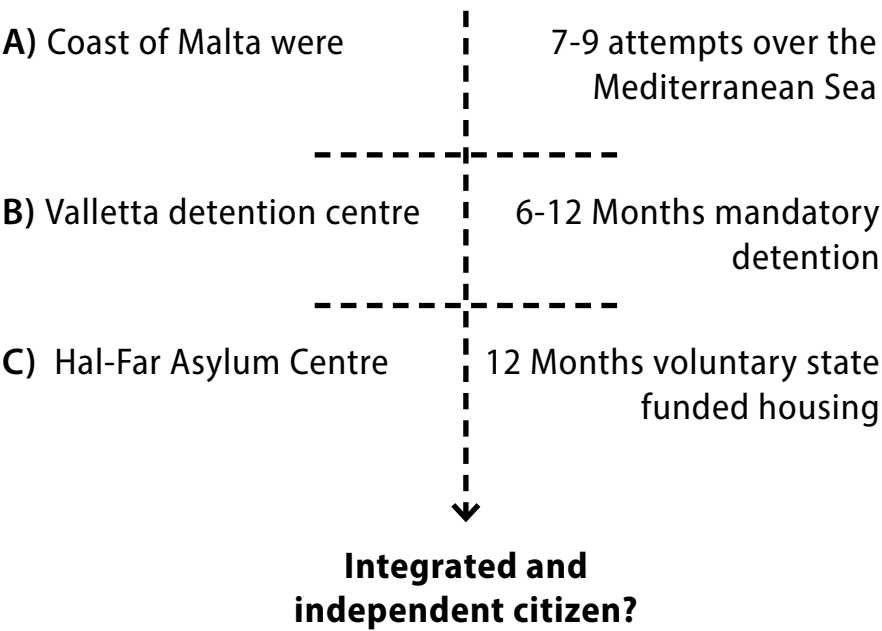 A) Coast of Malta were
7-9 attempts over the
Mediterranean Sea
B) Valletta detention centre
6-12 Months mandatory
detention
C) Hal-Far Asylum Centre
12 Months voluntary state
funded housing
Integrated and
independent citizen?